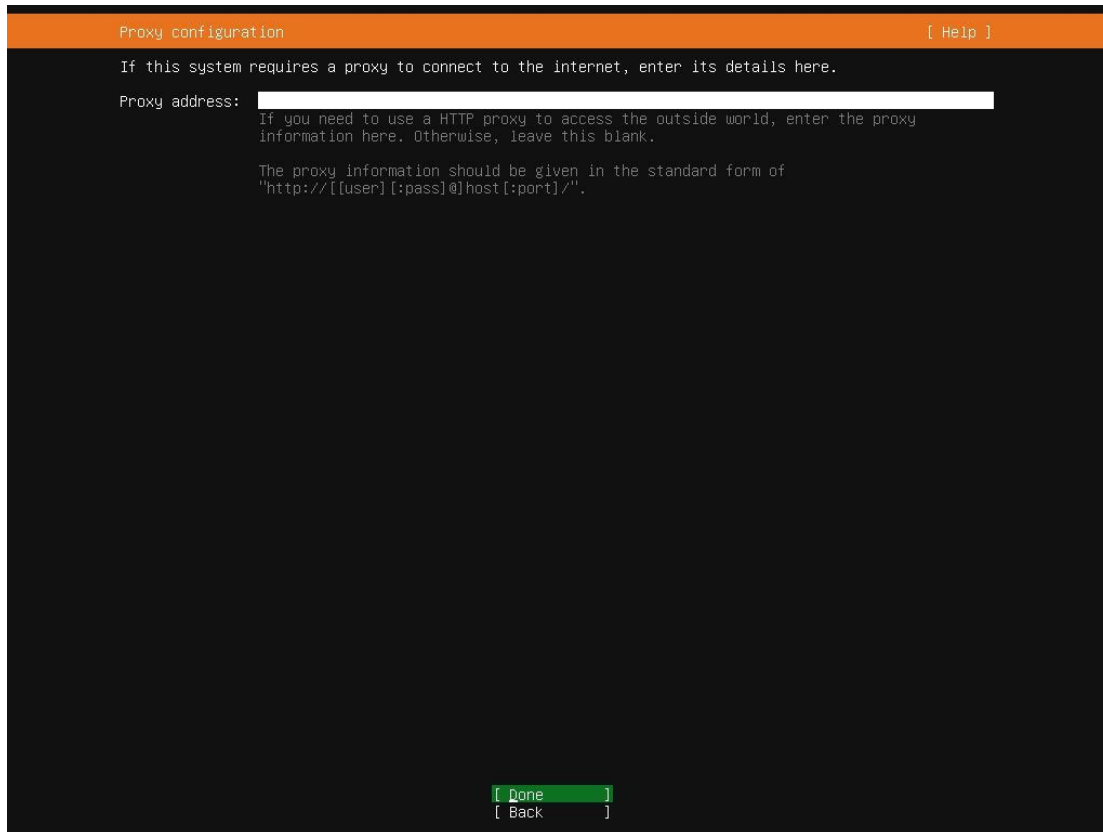 Proxy configuration [ Help ]
If this system requires a proxy to connect to the internet, enter its details here.
Proxy address:
If you need to use a HTTP proxy to access the outside world, enter the proxy
information here. Otherwise, leave this blank.
The proxy information should be given in the standard form of
"http://[[user][:pass]@]host[:port]/".
[ Done ]
[ Back ]